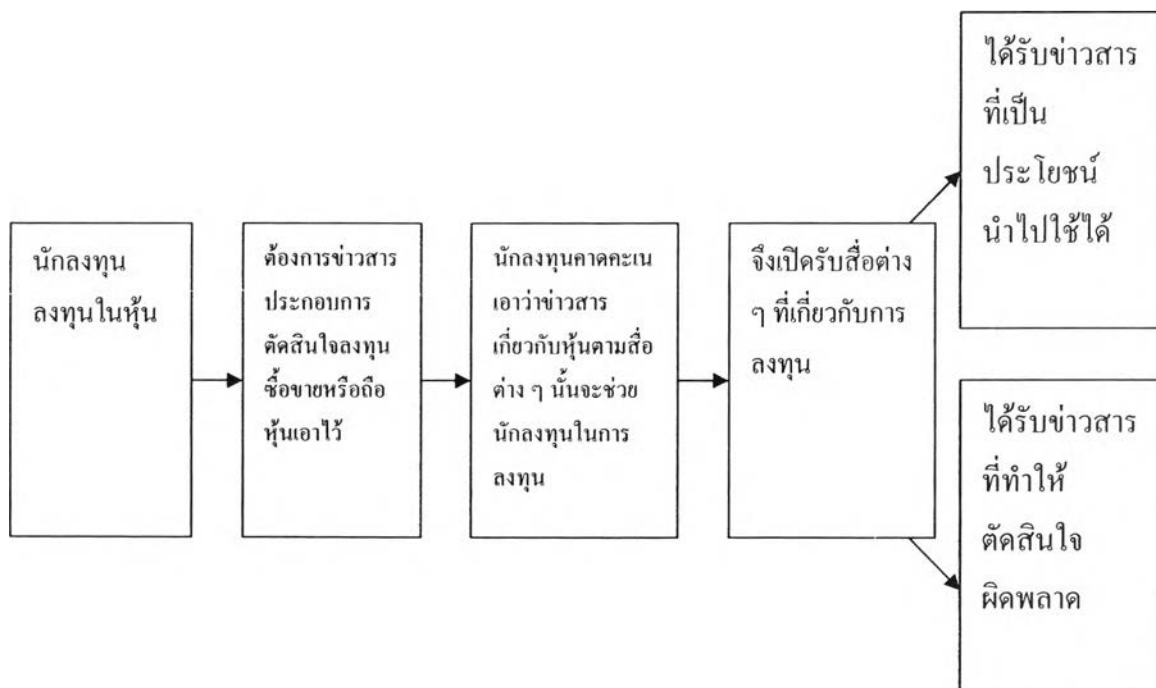 นักลงทุน
ลงทุนในหุ้น
ต้องการข่าวสาร
ประกอบการ
ตัดสินใจลงทุน
ซื้อขายหรือถือ
หุ้นเอาไว้
นักลงทุนคาดคะเน
เอาว่าข่าวสาร
เกี่ยวกับหุ้นตามสื่อ
ต่าง ๆ นั้นจะช่วย
นักลงทุนในการ
ลงทุน
จึงเปิดรับสื่อต่าง
ๆ ที่เกี่ยวกับการ
ลงทุน
ได้รับข่าวสาร
ที่เป็น
ประโยชน์
นำไปใช้ได้
ได้รับข่าวสาร
ที่ทำให้
ตัดสินใจ
ผิดพลาด